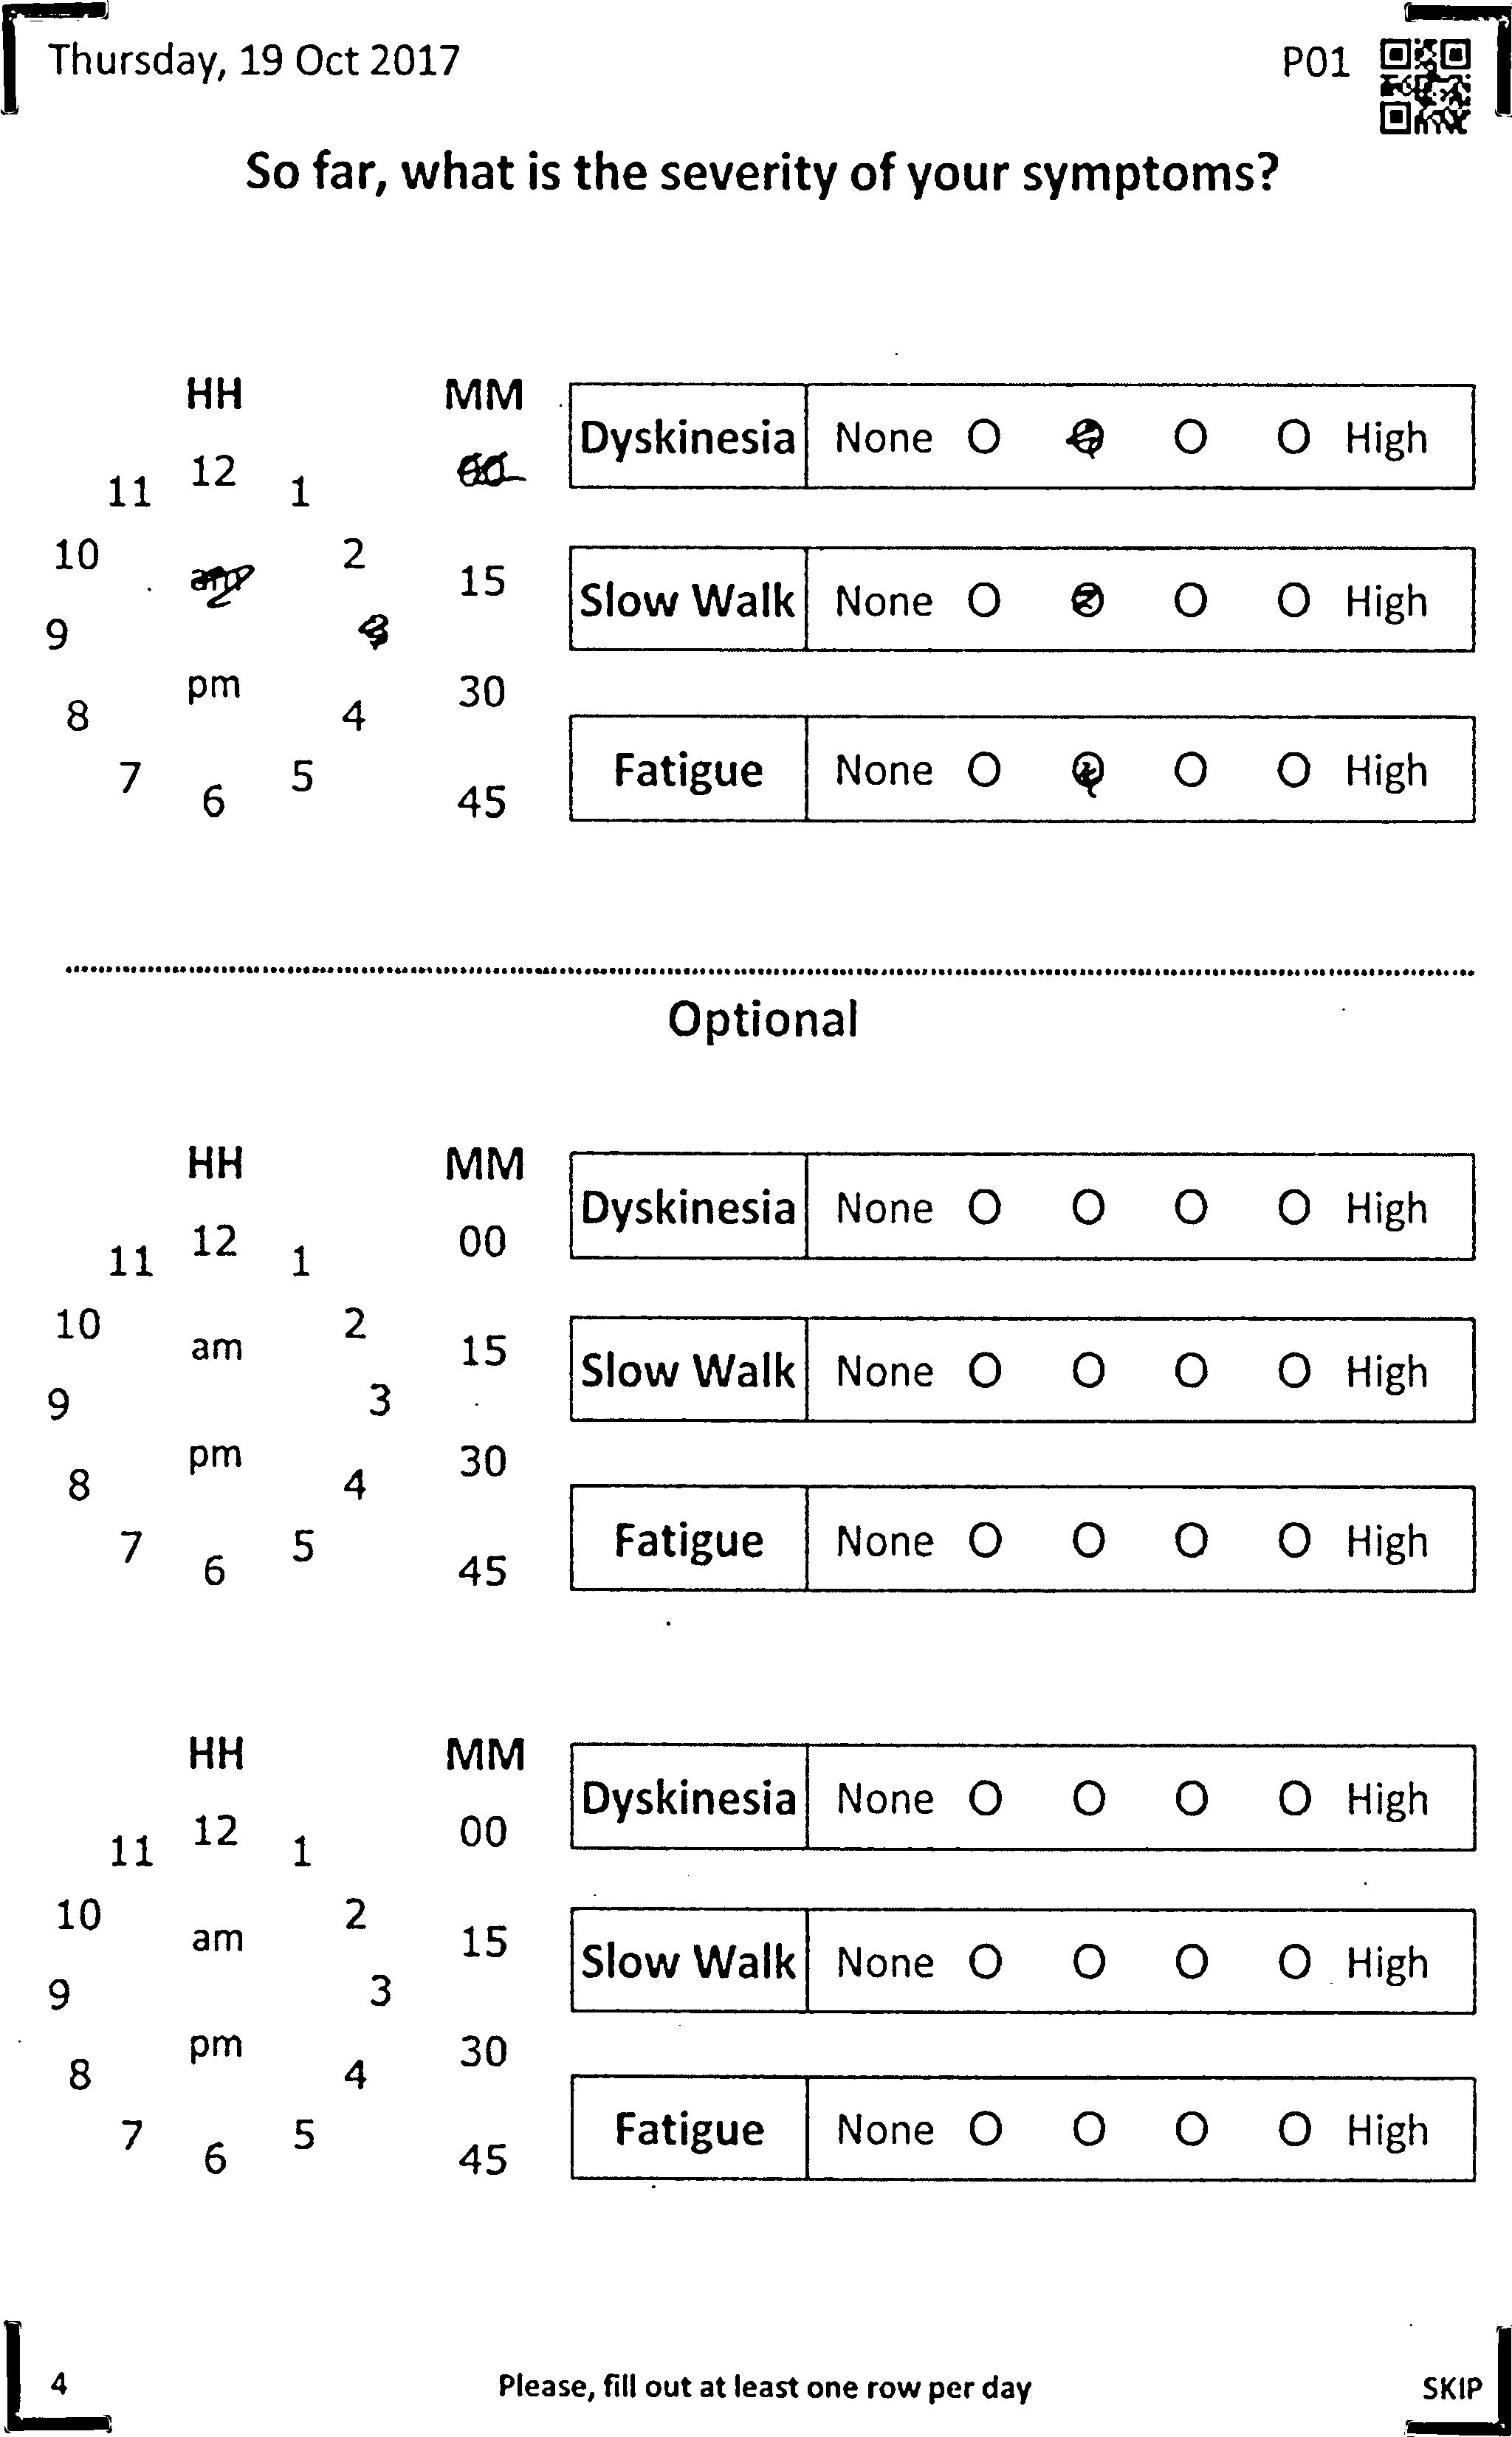 Thursday, 19 Oct 2017 P01
So far, what is the severity of your symptoms?
HH MM
12
11 1
10 2
am 15
9 3
pm 30
8 4
7 5
6 45
00
Dyskinesia None O O O O High
Slow Walk None O O O O High
Fatigue None O O O O High
Optional
HH MM
12 00
11 1
10 2
am 15
9 3
pm 30
8 4
7 5
6 45
Dyskinesia None O O O O High
Slow Walk None O O O O High
Fatigue None O O O O High
HH MM
12 00
11 1
10 2
am 15
9 3
pm 30
8 4
7 5
6 45
Dyskinesia None O O O O High
Slow Walk None O O O O High
Fatigue None O O O O High
4 Please, fill out at least one row per day SKIP